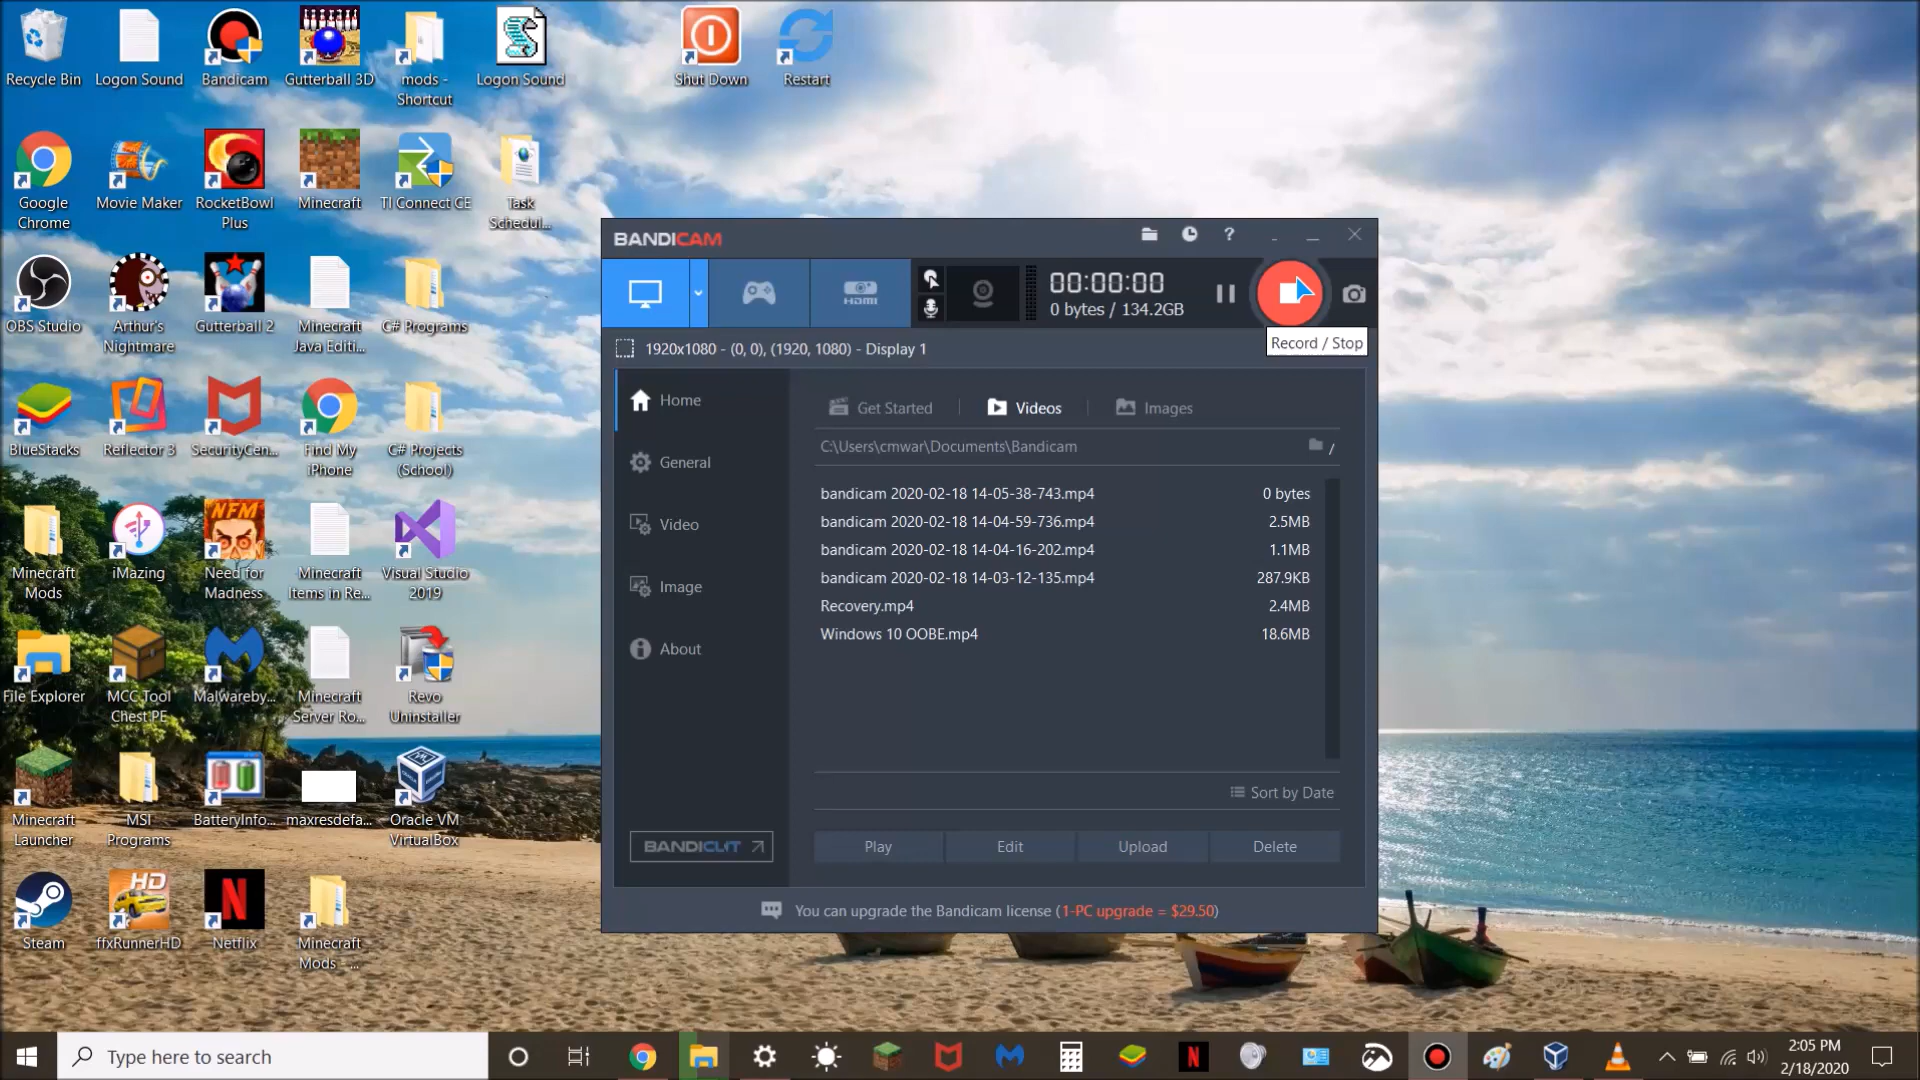 Recycle Bin
Logon Sound
Bandicam
Gutterball 3D
mods -
Shortcut
Logon Sound
Shut Down
Restart
Google
Chrome
Movie Maker
RocketBowl
Plus
Minecraft
TI Connect CE
Task
Schedul...
OBS Studio
Arthur's
Nightmare
Gutterball 2
Minecraft
Java Editi...
C# Programs
BlueStacks
Reflector 3
SecurityCen...
Find My
iPhone
C# Projects
(School)
Minecraft
Mods
iMazing
NFM
Need for
Madness
Minecraft
Items in Re...
Visual Studio
2019
File Explorer
MCC Tool
Chest PE
Malwareby...
Minecraft
Server Ro...
Revo
Uninstaller
Minecraft
Launcher
MSI
Programs
BatteryInfo...
maxresdefa...
Oracle VM
VirtualBox
Steam
HD
ffxRunnerHD
Netflix
Minecraft
Mods - ...
BANDICAM
?
HDMI
00:00:00
0 bytes / 134.2GB
Record / Stop
1920x1080 - (0, 0), (1920, 1080) - Display 1
Home
General
Video
Image
About
BANDICUT
Get Started
Videos
Images
C:\Users\cmwar\Documents\Bandicam
/
bandicam 2020-02-18 14-05-38-743.mp4 0 bytes
bandicam 2020-02-18 14-04-59-736.mp4 2.5MB
bandicam 2020-02-18 14-04-16-202.mp4 1.1MB
bandicam 2020-02-18 14-03-12-135.mp4 287.9KB
Recovery.mp4 2.4MB
Windows 10 OOBE.mp4 18.6MB
Sort by Date
Play
Edit
Upload
Delete
You can upgrade the Bandicam license (1-PC upgrade = $29.50)
Type here to search
2:05 PM
2/18/2020